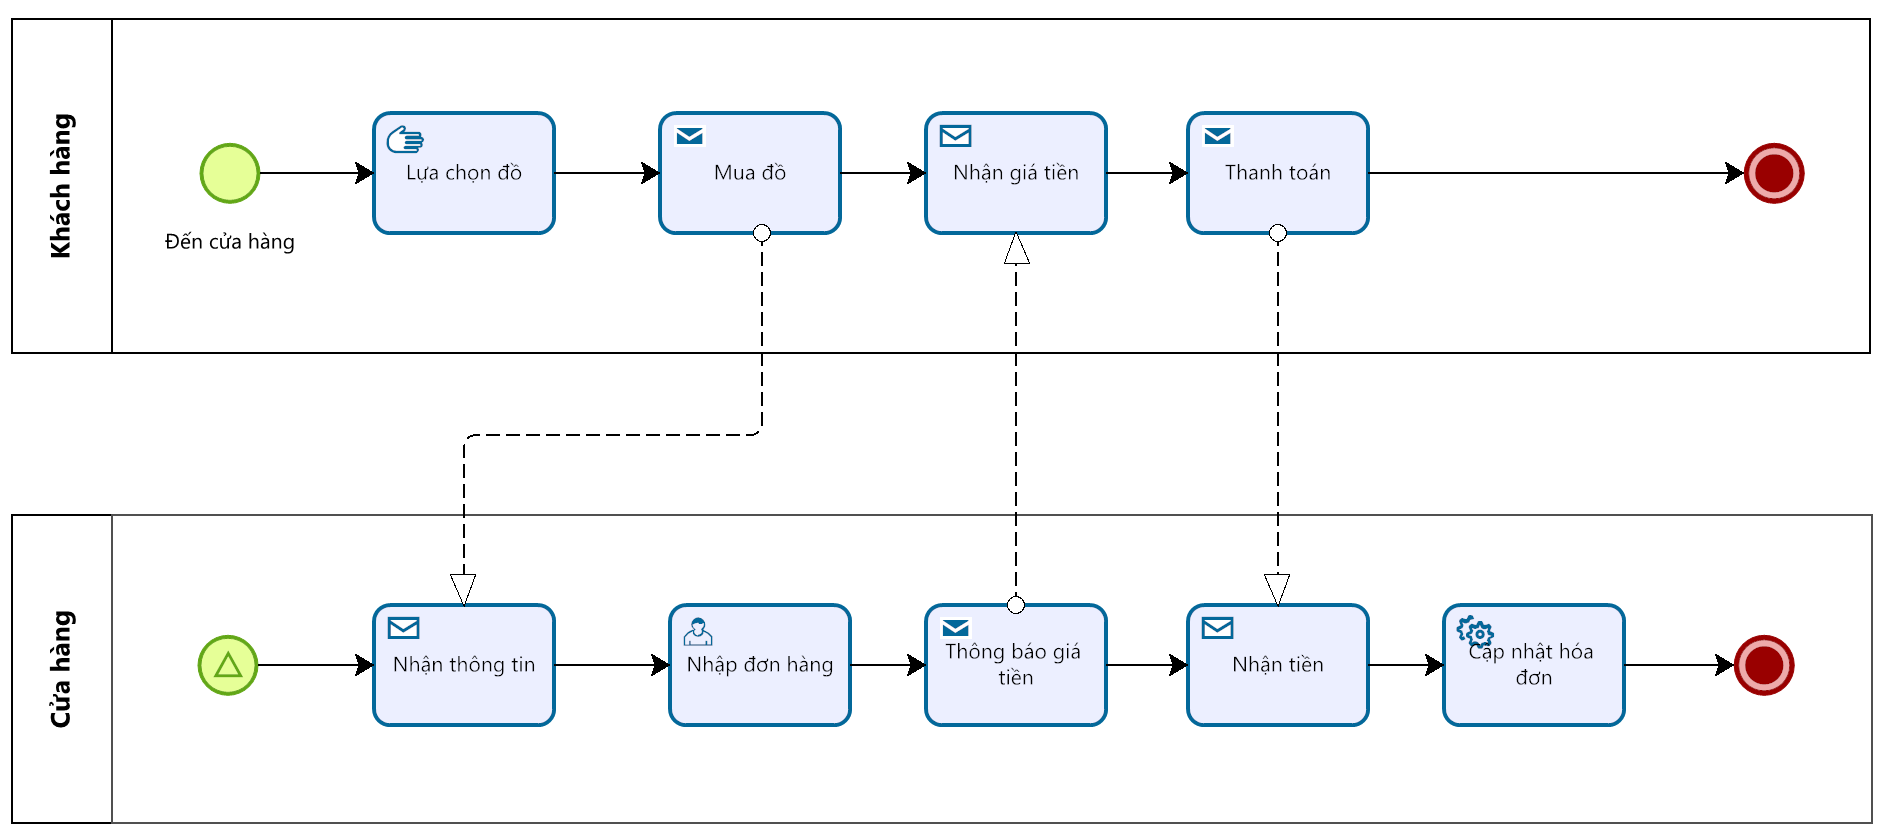 Khách hàng
Đến cửa hàng
Lựa chọn đồ
Mua đồ
Nhận giá tiền
Thanh toán
Cửa hàng
Nhận thông tin
Nhập đơn hàng
Thông báo giá
tiền
Nhận tiền
Cập nhật hóa
đơn